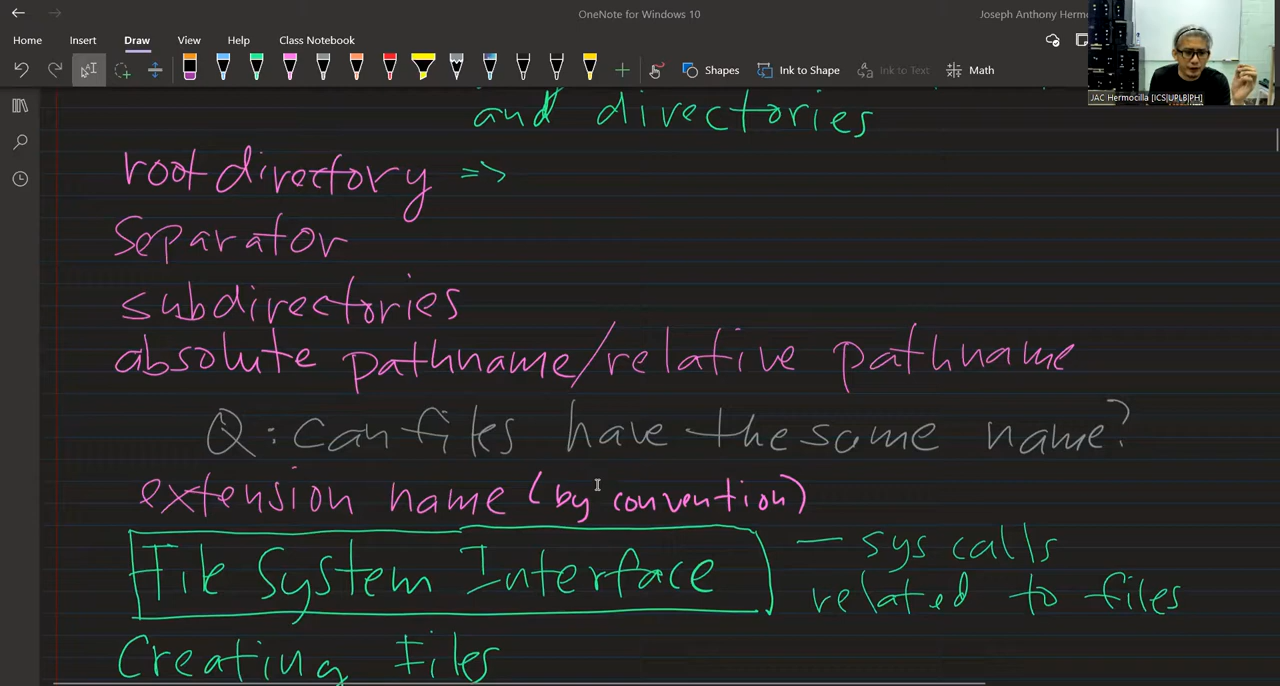 OneNote for Windows 10
Joseph Anthony Hermo
Home Insert Draw View Help Class Notebook
Shapes Ink to Shape Ink to Text Math
JAC Hermocilla [ICS|UPLB|PH]
and directories
root directory =>
separator
subdirectories
absolute pathname/relative pathname
Q: Can files have the same name?
extension name (by convention)
File System Interface — sys calls
related to files
Creating Files